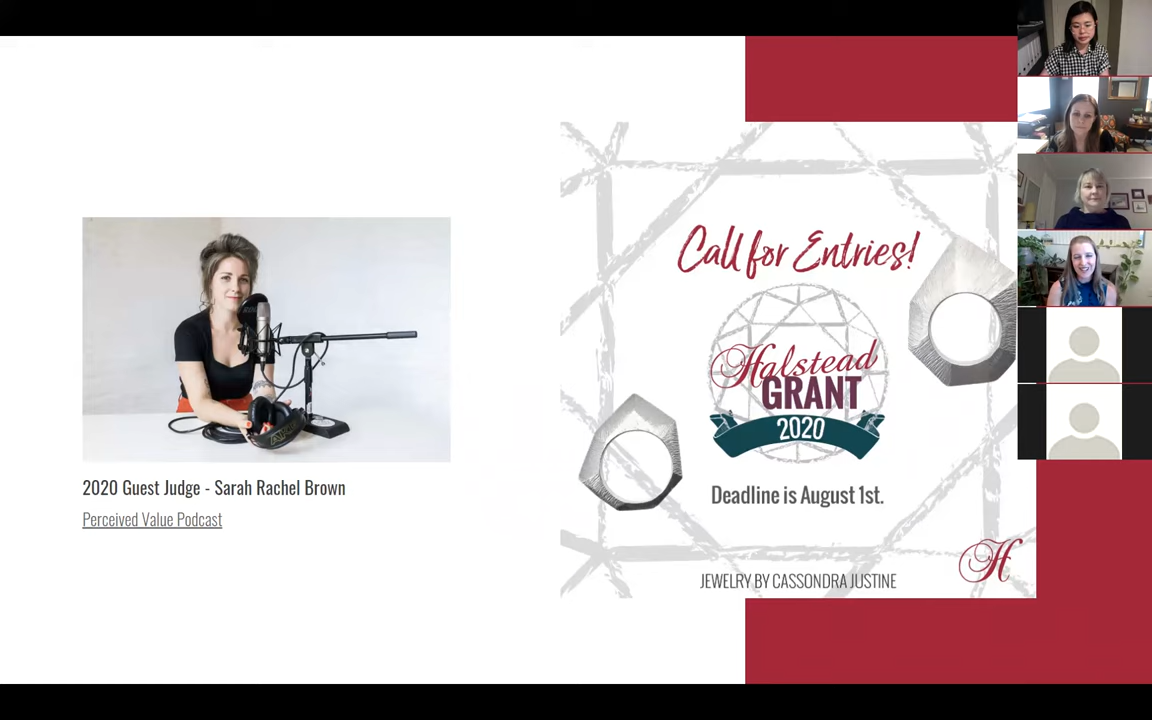 2020 Guest Judge - Sarah Rachel Brown
Perceived Value Podcast
Call for Entries!
Halstead
GRANT
2020
Deadline is August 1st.
JEWELRY BY CASSONDRA JUSTINE
H
AKG